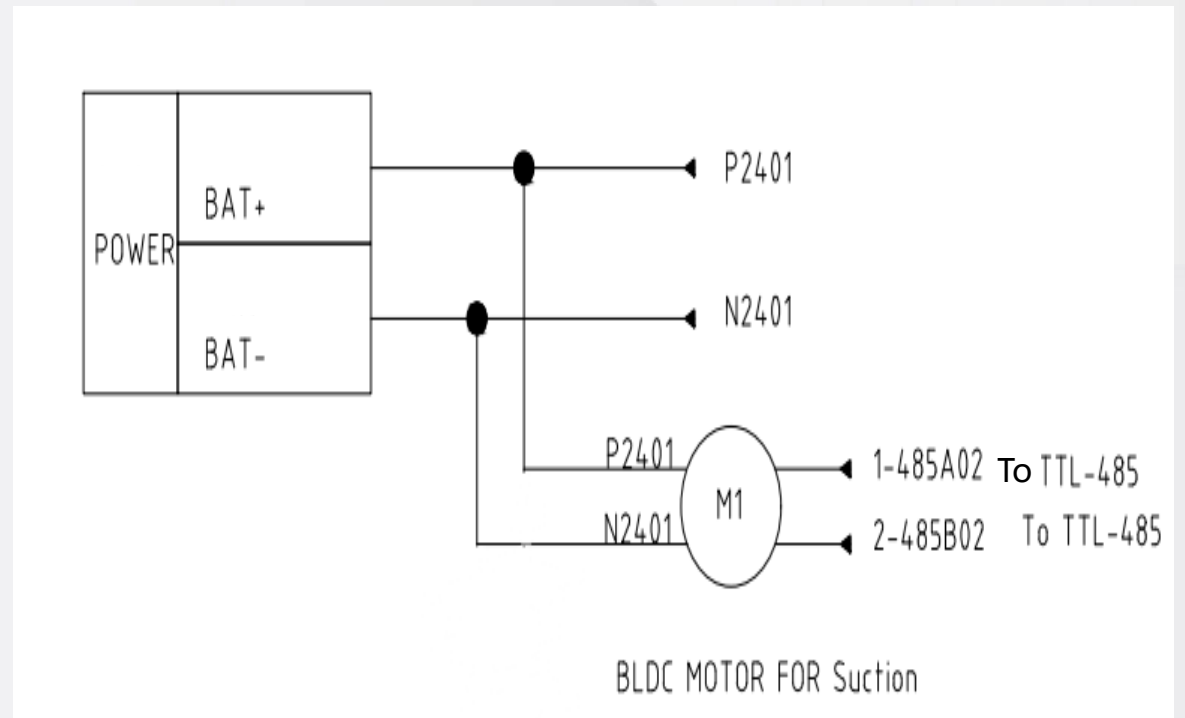 P2401
BAT+
POWER
N2401
BAT-
P2401
1-485A02 To TTL-485
M1
N2401
2-485B02 To TTL-485
BLDC MOTOR FOR Suction